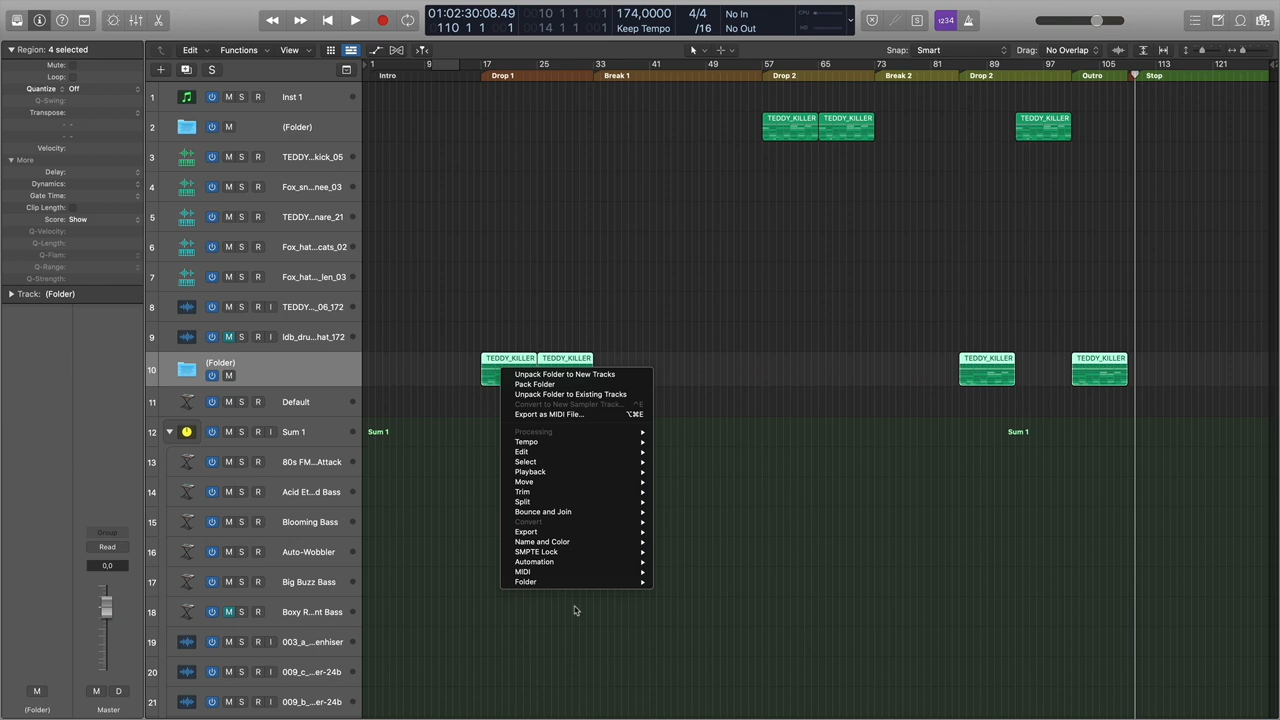 01:02:30:08.49
110 1 1 1
10 1 1 1
1 1 1
174,0000
Keep Tempo
4/4
/16
No In
No Out
CPU
1234
Region: 4 selected
Edit
Functions
View
Snap: Smart
Drag: No Overlap
Mute:
Loop:
Quantize Off
Q-Swing:
Transpose:
Velocity:
More
Delay:
Dynamics:
Gate Time:
Clip Length:
Score: Show
Q-Velocity:
Q-Length:
Q-Flam:
Q-Range:
Q-Strength:
Track: (Folder)
S
1 9 17 25 33 41 49 57 65 73 81 89 97 105 121
Intro Drop 1 Break 1 Drop 2 Break 2 Drop 2 Outro Stop
1 M S R Inst 1
2 M (Folder)
TEDDY_KILLER TEDDY_KILLER TEDDY_KILLER
3 M S R TEDDY...kick_05
4 M S R Fox_sn...nee_03
5 M S R TEDDY...nare_21
6 M S R Fox_hat...cats_02
7 M S R Fox_hat..._len_03
8 M S R I TEDDY..._06_172
9 M S R I ldb_dru...hat_172
10 (Folder) M
TEDDY_KILLER TEDDY_KILLER TEDDY_KILLER TEDDY_KILLER
11 M S R Default
12 M S R Sum 1
Sum 1 Sum 1
13 M S R 80s FM...Attack
14 M S R Acid Et...d Bass
15 M S R Blooming Bass
16 M S R Auto-Wobbler
17 M S R Big Buzz Bass
18 M S R Boxy R...nt Bass
19 M S R I 003_a_...enhiser
20 M S R I 009_c_...er-24b
21 M S R I 009_b_...er-24b
Unpack Folder to New Tracks
Pack Folder
Unpack Folder to Existing Tracks
Convert to New Sampler Track... ⌃E
Export as MIDI File... ⌥⌘E
Processing
Tempo
Edit
Select
Playback
Move
Trim
Split
Bounce and Join
Convert
Export
Name and Color
SMPTE Lock
Automation
MIDI
Folder
Group
Read
0,0
M
M D
(Folder)
Master